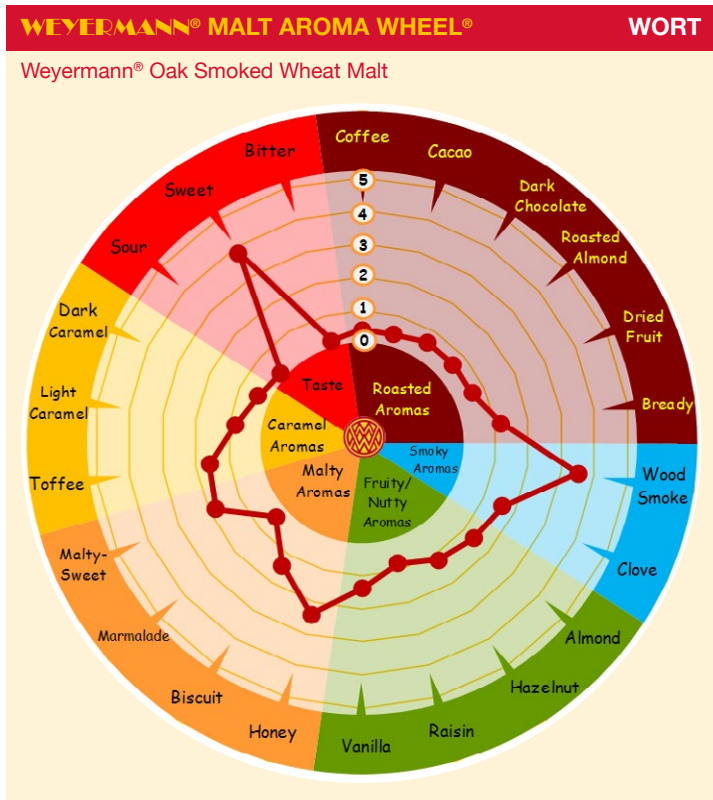 WEYERMANN® MALT AROMA WHEEL® WORT
Weyermann® Oak Smoked Wheat Malt
Coffee
Cacao
Dark
Chocolate
Roasted
Almond
Dried
Fruit
Bready
Wood
Smoke
Clove
Almond
Hazelnut
Raisin
Vanilla
Honey
Biscuit
Marmalade
Malty-
Sweet
Toffee
Light
Caramel
Dark
Caramel
Sour
Sweet
Bitter
5
4
3
2
1
0
Taste
Roasted
Aromas
Smoky
Aromas
Fruity/
Nutty
Aromas
Malty
Aromas
Caramel
Aromas